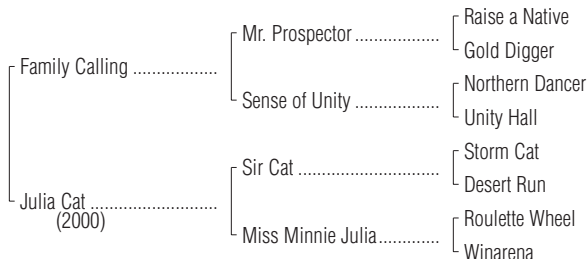 Raise a Native
Mr. Prospector ..................
Gold Digger
Family Calling ..................
Northern Dancer
Sense of Unity ..................
Unity Hall
Storm Cat
Sir Cat ..............................
Desert Run
Julia Cat ...........................
(2000)
Roulette Wheel
Miss Minnie Julia.............
Winarena